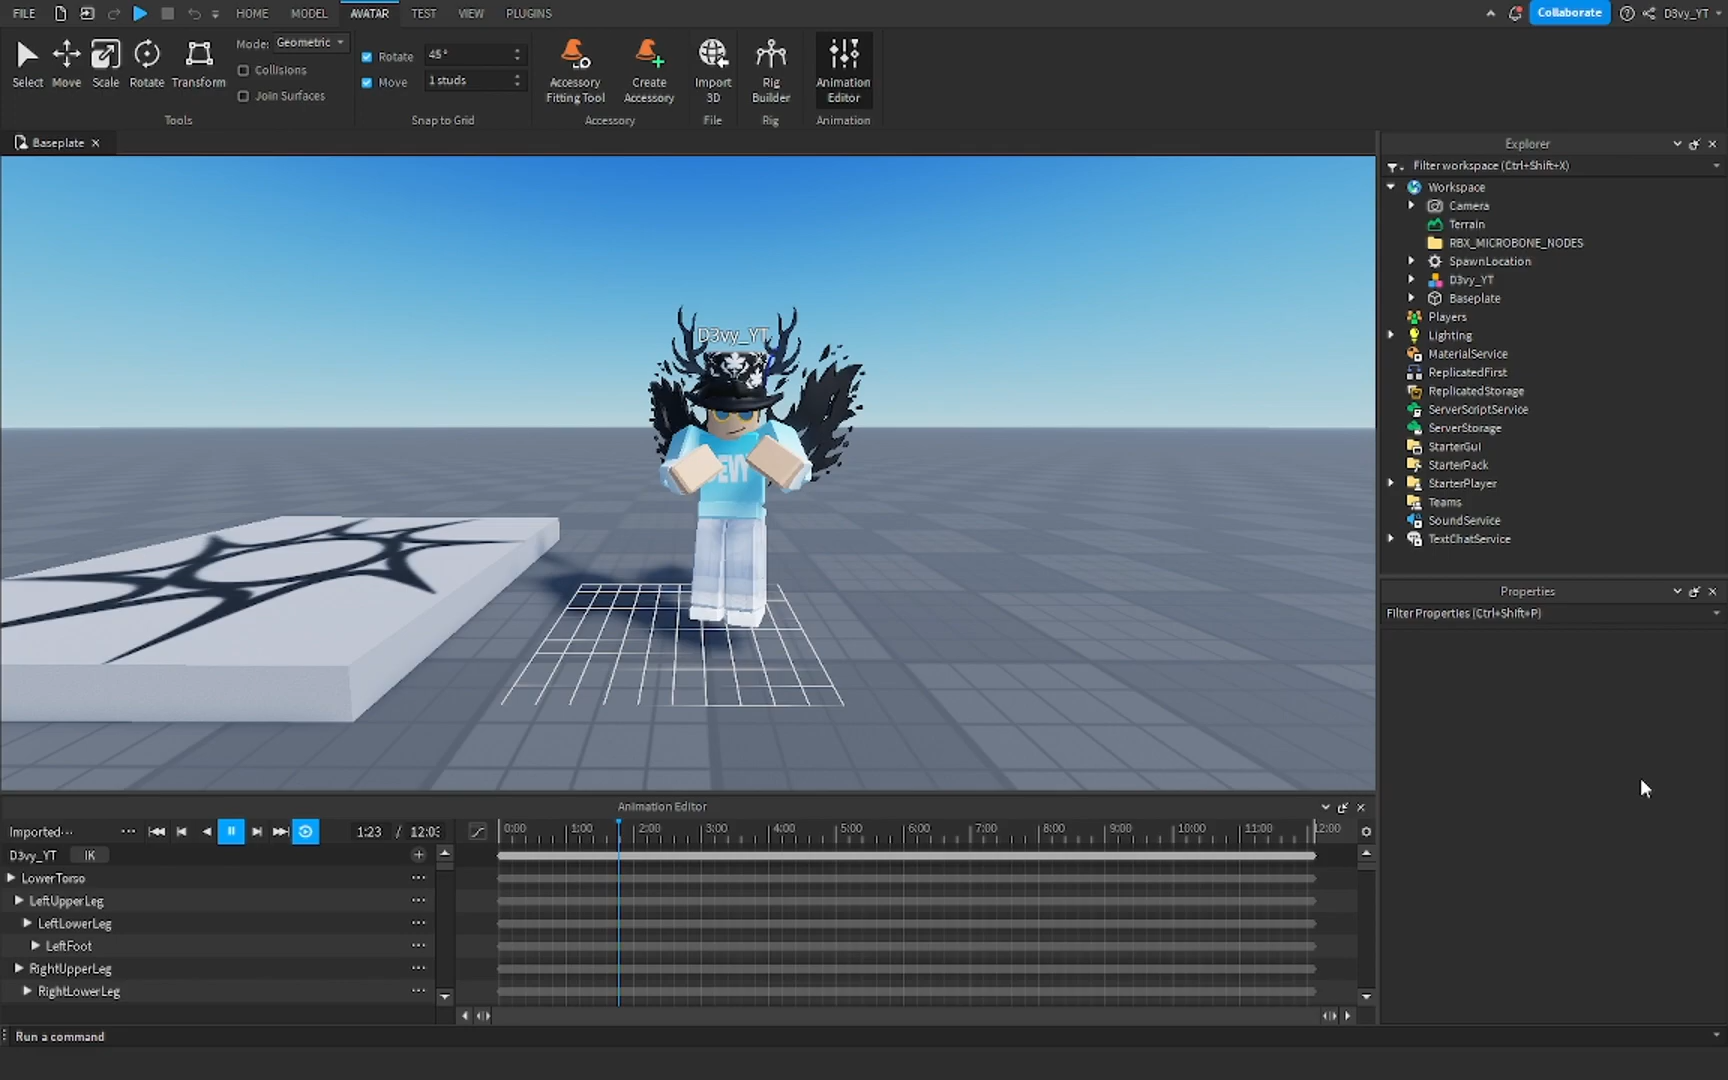 FILE HOME MODEL AVATAR TEST VIEW PLUGINS Collaborate D3vy_YT
Select Move Scale Rotate Transform
Mode: Geometric
Collisions
Join Surfaces
Tools
Rotate 45°
Move 1 studs
Snap to Grid
Accessory Fitting Tool
Create Accessory
Accessory
Import 3D
File
Rig Builder
Rig
Animation Editor
Animation
Baseplate
D3vy_YT
Explorer
Filter workspace (Ctrl+Shift+X)
Workspace
Camera
Terrain
RBX_MICROBONE_NODES
SpawnLocation
D3vy_YT
Baseplate
Players
Lighting
MaterialService
ReplicatedFirst
ReplicatedStorage
ServerScriptService
ServerStorage
StarterGui
StarterPack
StarterPlayer
Teams
SoundService
TextChatService
Properties
Filter Properties (Ctrl+Shift+P)
Animation Editor
Imported··· 1:23 / 12:03
0:00 1:00 2:00 3:00 4:00 5:00 6:00 7:00 8:00 9:00 10:00 11:00 12:00
D3vy_YT IK
LowerTorso
LeftUpperLeg
LeftLowerLeg
LeftFoot
RightUpperLeg
RightLowerLeg
Run a command